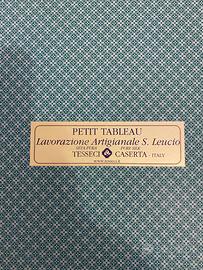 PETIT TABLEAU
Lavorazione Artigianale S. Leucio
SETA PURA PURE SILK
TESSECI CASERTA - ITALY